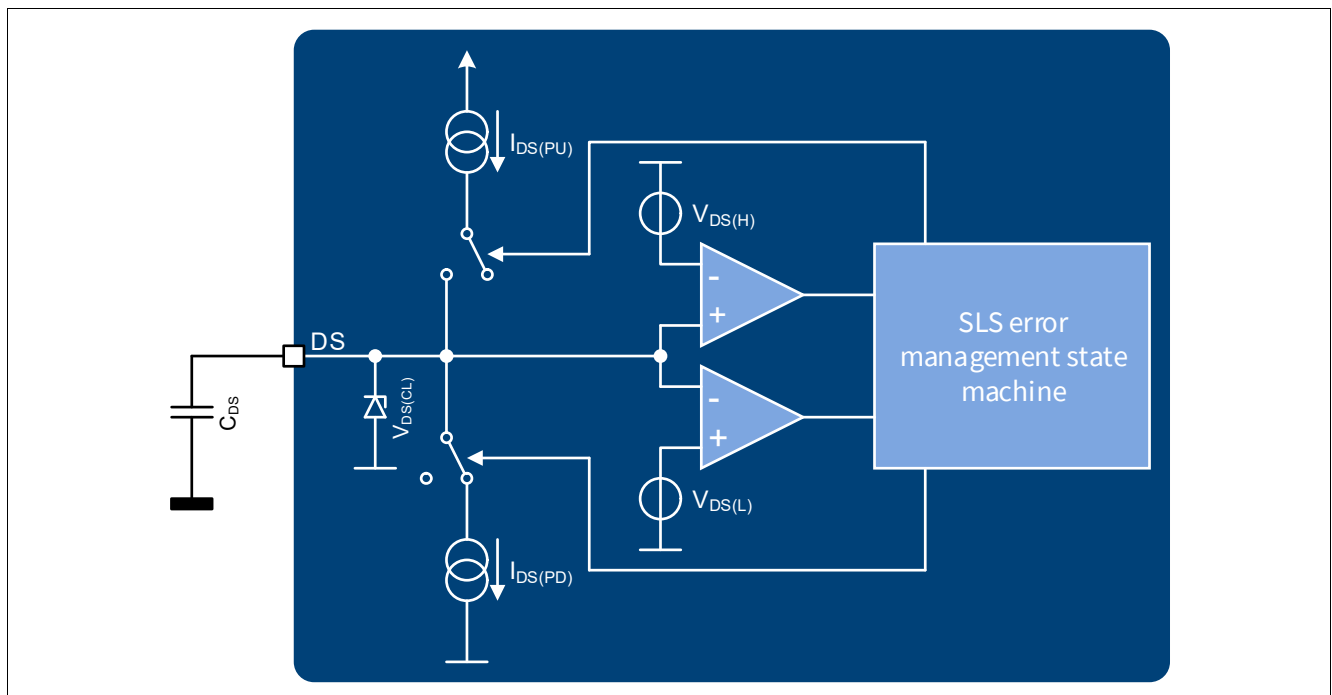 I_DS(PU)
V_DS(H)
-
+
SLS error
management state
machine
DS
C_DS
V_DS(CL)
-
+
V_DS(L)
I_DS(PD)